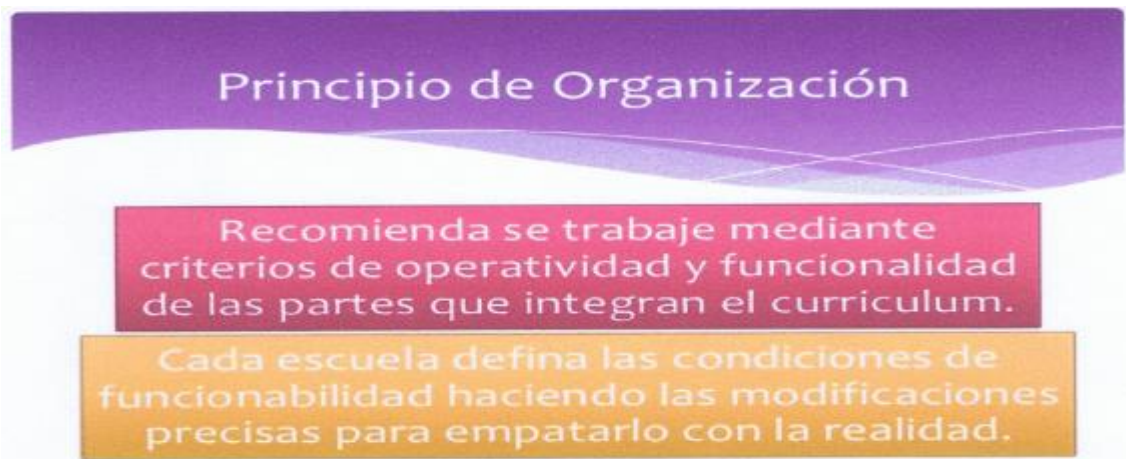 Principio de Organización
Recomienda se trabaje mediante
criterios de operatividad y funcionalidad
de las partes que integran el curriculum.
Cada escuela defina las condiciones de
funcionabilidad haciendo las modificaciones
precisas para empatarlo con la realidad.